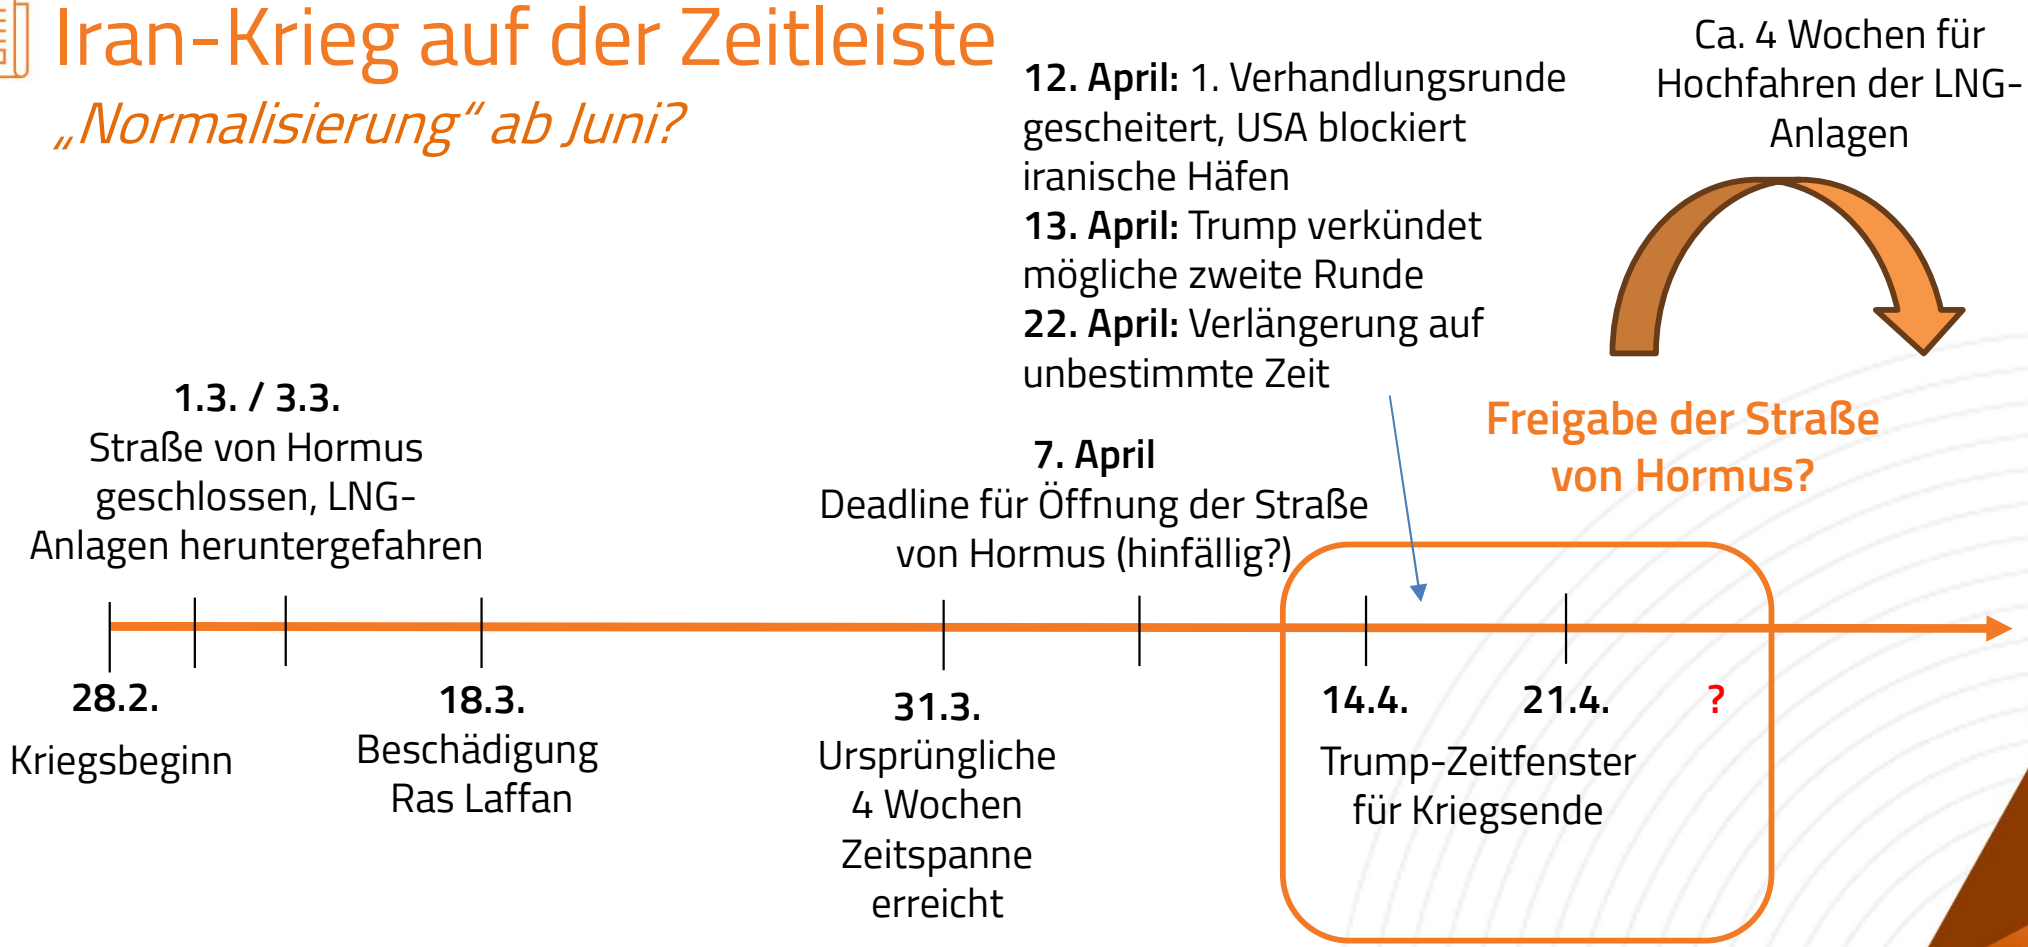 Iran-Krieg auf der Zeitleiste
„Normalisierung“ ab Juni?
12. April: 1. Verhandlungsrunde
gescheitert, USA blockiert
iranische Häfen
13. April: Trump verkündet
mögliche zweite Runde
22. April: Verlängerung auf
unbestimmte Zeit
Ca. 4 Wochen für
Hochfahren der LNG-
Anlagen
1.3. / 3.3.
Straße von Hormus
geschlossen, LNG-
Anlagen heruntergefahren
7. April
Deadline für Öffnung der Straße
von Hormus (hinfällig?)
Freigabe der Straße
von Hormus?
28.2.
Kriegsbeginn
18.3.
Beschädigung
Ras Laffan
31.3.
Ursprüngliche
4 Wochen
Zeitspanne
erreicht
14.4.
21.4.
?
Trump-Zeitfenster
für Kriegsende